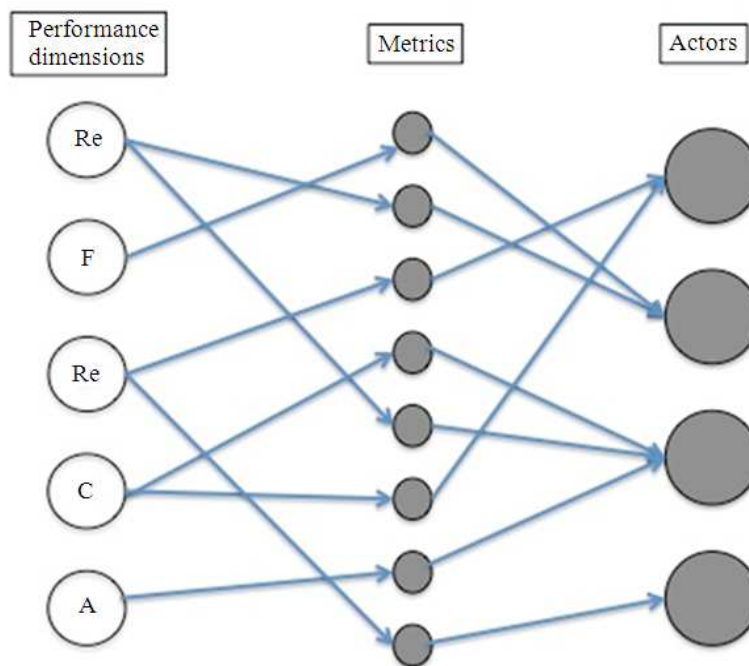 Performance
dimensions
Metrics
Actors
Re
F
Re
C
A